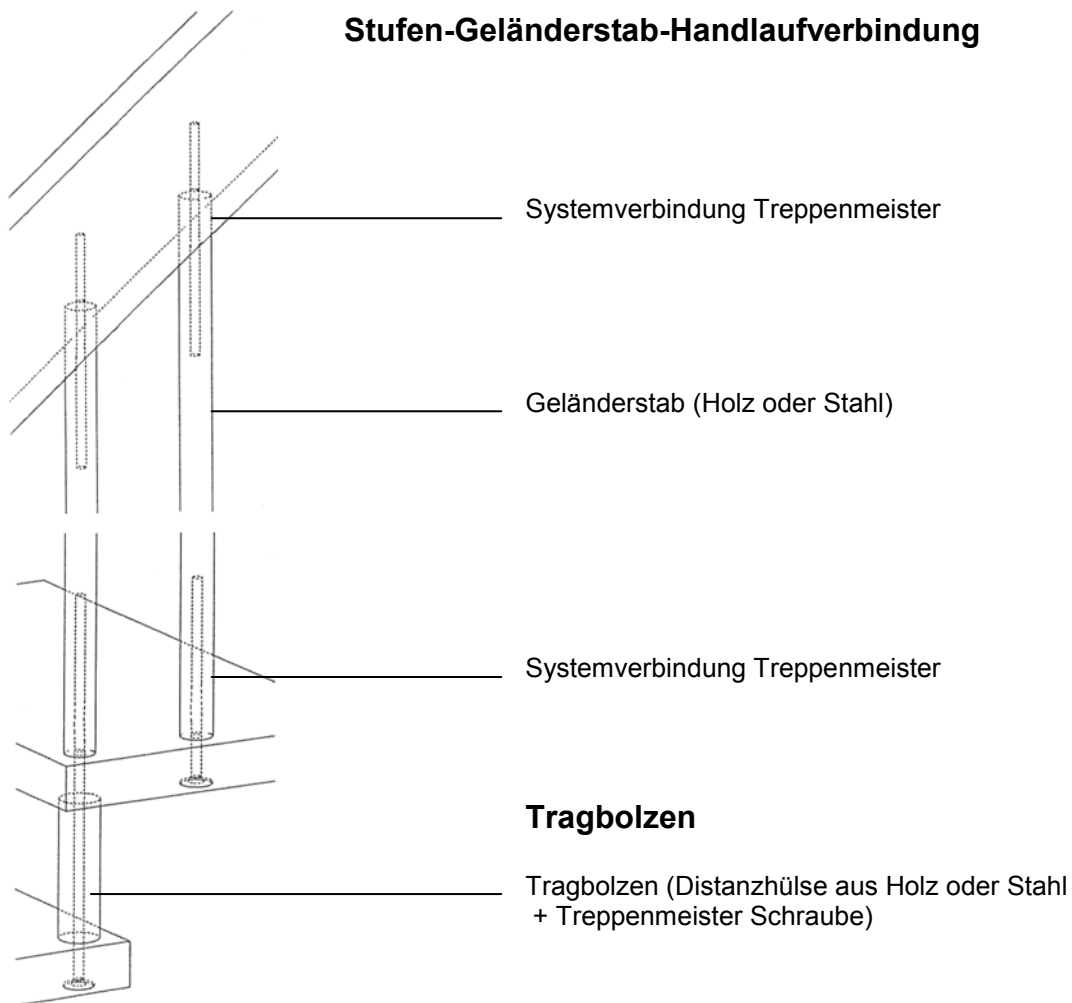 Stufen-Geländerstab-Handlaufverbindung
Systemverbindung Treppenmeister
Geländerstab (Holz oder Stahl)
Systemverbindung Treppenmeister
Tragbolzen
Tragbolzen (Distanzhülse aus Holz oder Stahl
+ Treppenmeister Schraube)